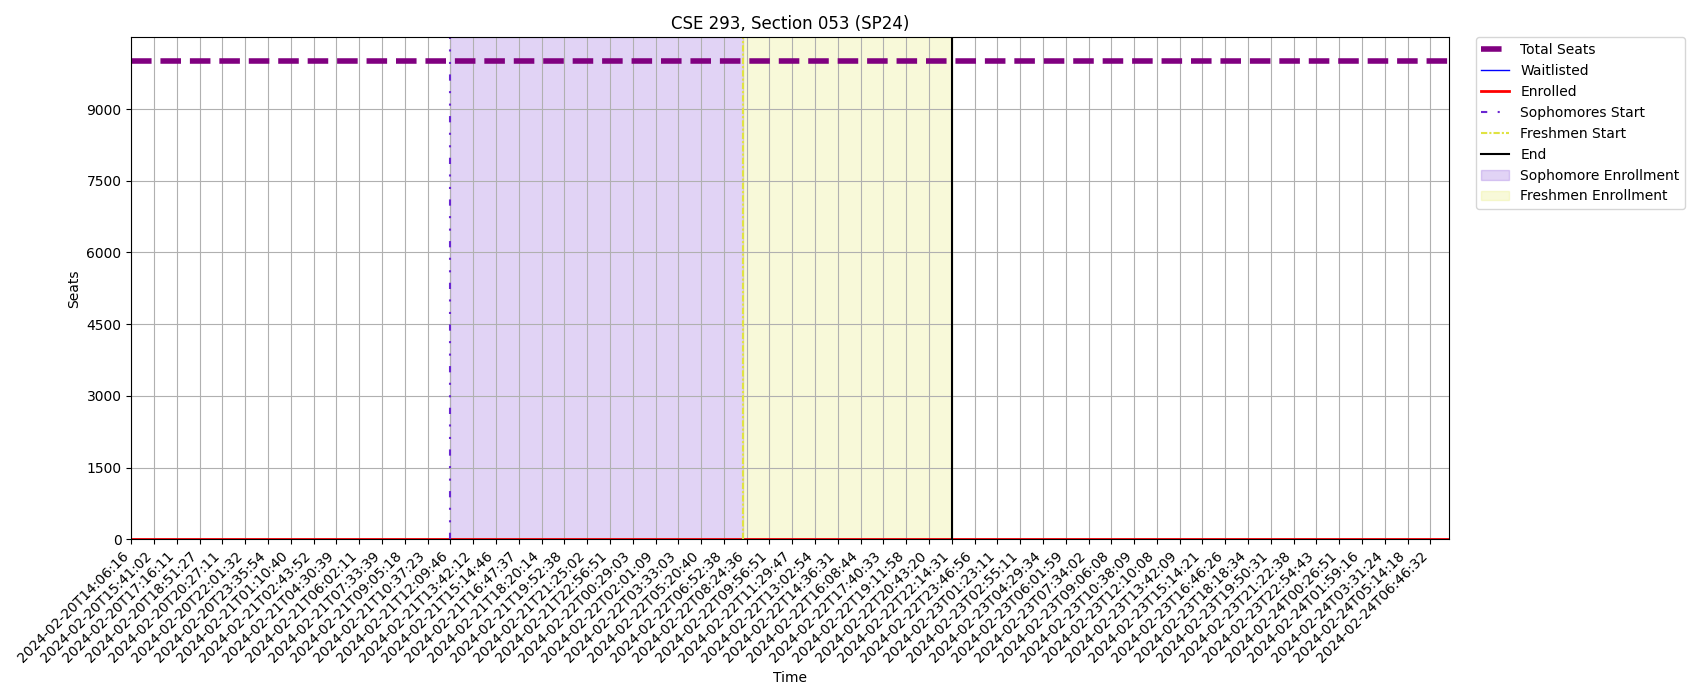 CSE 293, Section 053 (SP24)
Total Seats
Waitlisted
Enrolled
Sophomores Start
Freshmen Start
End
Sophomore Enrollment
Freshmen Enrollment
Seats
9000
7500
6000
4500
3000
1500
0
2024-02-20T14:06:16
2024-02-20T15:41:02
2024-02-20T17:16:11
2024-02-20T18:51:27
2024-02-20T20:27:11
2024-02-20T22:01:32
2024-02-20T23:35:54
2024-02-21T01:10:40
2024-02-21T02:43:52
2024-02-21T04:30:39
2024-02-21T06:02:11
2024-02-21T07:33:39
2024-02-21T09:05:18
2024-02-21T10:37:23
2024-02-21T12:09:46
2024-02-21T13:42:12
2024-02-21T15:14:46
2024-02-21T16:47:37
2024-02-21T18:20:14
2024-02-21T19:52:38
2024-02-21T21:25:02
2024-02-21T22:56:51
2024-02-22T00:29:03
2024-02-22T02:01:09
2024-02-22T03:33:03
2024-02-22T05:20:40
2024-02-22T06:52:38
2024-02-22T08:24:36
2024-02-22T09:56:51
2024-02-22T11:29:47
2024-02-22T13:02:54
2024-02-22T14:36:31
2024-02-22T16:08:44
2024-02-22T17:40:33
2024-02-22T19:11:58
2024-02-22T20:43:20
2024-02-22T22:14:31
2024-02-22T23:46:56
2024-02-23T01:23:11
2024-02-23T02:55:11
2024-02-23T04:29:34
2024-02-23T06:01:59
2024-02-23T07:34:02
2024-02-23T09:06:08
2024-02-23T10:38:09
2024-02-23T12:10:08
2024-02-23T13:42:09
2024-02-23T15:14:21
2024-02-23T16:46:26
2024-02-23T18:18:34
2024-02-23T19:50:31
2024-02-23T21:22:38
2024-02-23T22:54:43
2024-02-24T00:26:51
2024-02-24T01:59:16
2024-02-24T03:31:24
2024-02-24T05:14:18
2024-02-24T06:46:32
Time